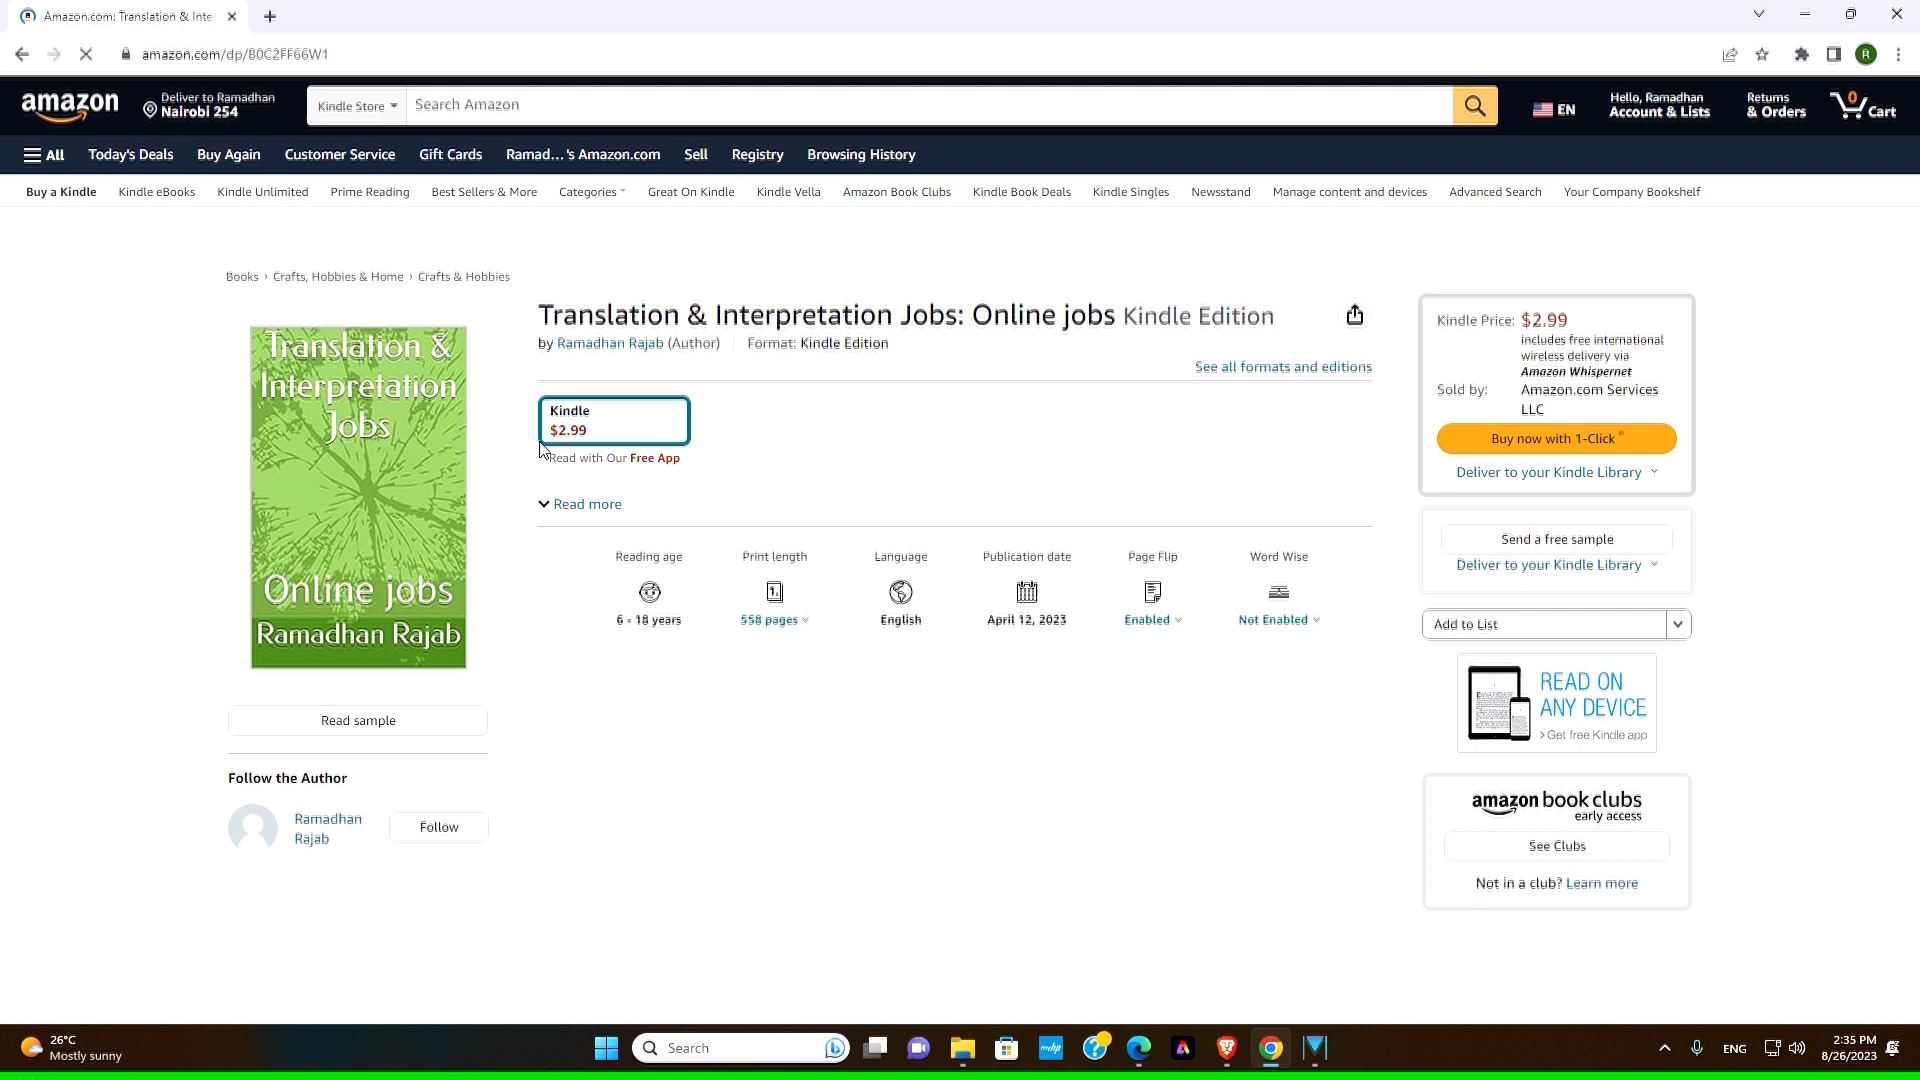 Amazon.com: Translation & Inte
amazon.com/dp/B0C2FF66W1
R
amazon
Deliver to Ramadhan
Nairobi 254
Kindle Store
Search Amazon
EN
Hello, Ramadhan
Account & Lists
Returns
& Orders
0
Cart
All
Today's Deals
Buy Again
Customer Service
Gift Cards
Ramad...'s Amazon.com
Sell
Registry
Browsing History
Buy a Kindle
Kindle eBooks
Kindle Unlimited
Prime Reading
Best Sellers & More
Categories
Great On Kindle
Kindle Vella
Amazon Book Clubs
Kindle Book Deals
Kindle Singles
Newsstand
Manage content and devices
Advanced Search
Your Company Bookshelf
Books › Crafts, Hobbies & Home › Crafts & Hobbies
Translation &
Interpretation
Jobs
Online jobs
Ramadhan Rajab
Read sample
Follow the Author
Ramadhan
Rajab
Follow
Translation & Interpretation Jobs: Online jobs Kindle Edition
by Ramadhan Rajab (Author)
Format: Kindle Edition
See all formats and editions
Kindle
$2.99
Read with Our Free App
Read more
Reading age
6 - 18 years
Print length
558 pages
Language
English
Publication date
April 12, 2023
Page Flip
Enabled
Word Wise
Not Enabled
Kindle Price: $2.99
includes free international
wireless delivery via
Amazon Whispernet
Sold by: Amazon.com Services
LLC
Buy now with 1-Click ®
Deliver to your Kindle Library
Send a free sample
Deliver to your Kindle Library
Add to List
READ ON
ANY DEVICE
› Get free Kindle app
amazon book clubs
early access
See Clubs
Not in a club? Learn more
26°C
Mostly sunny
Search
myhp
ENG
2:35 PM
8/26/2023